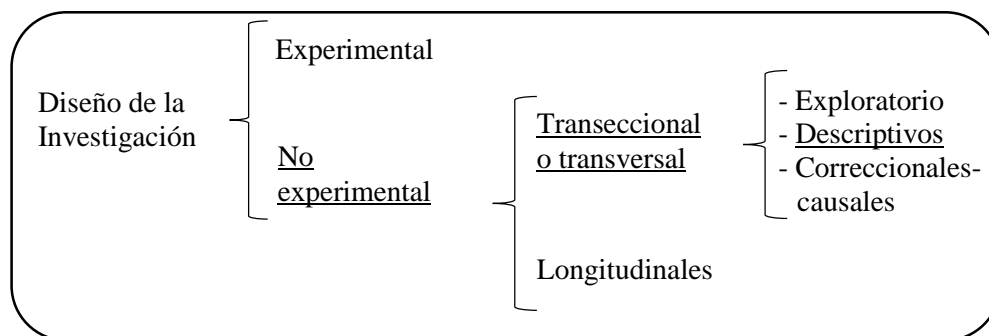 Diseño de la
Investigación
Experimental
No
experimental
Transeccional
o transversal
Longitudinales
- Exploratorio
- Descriptivos
- Correccionales-
causales